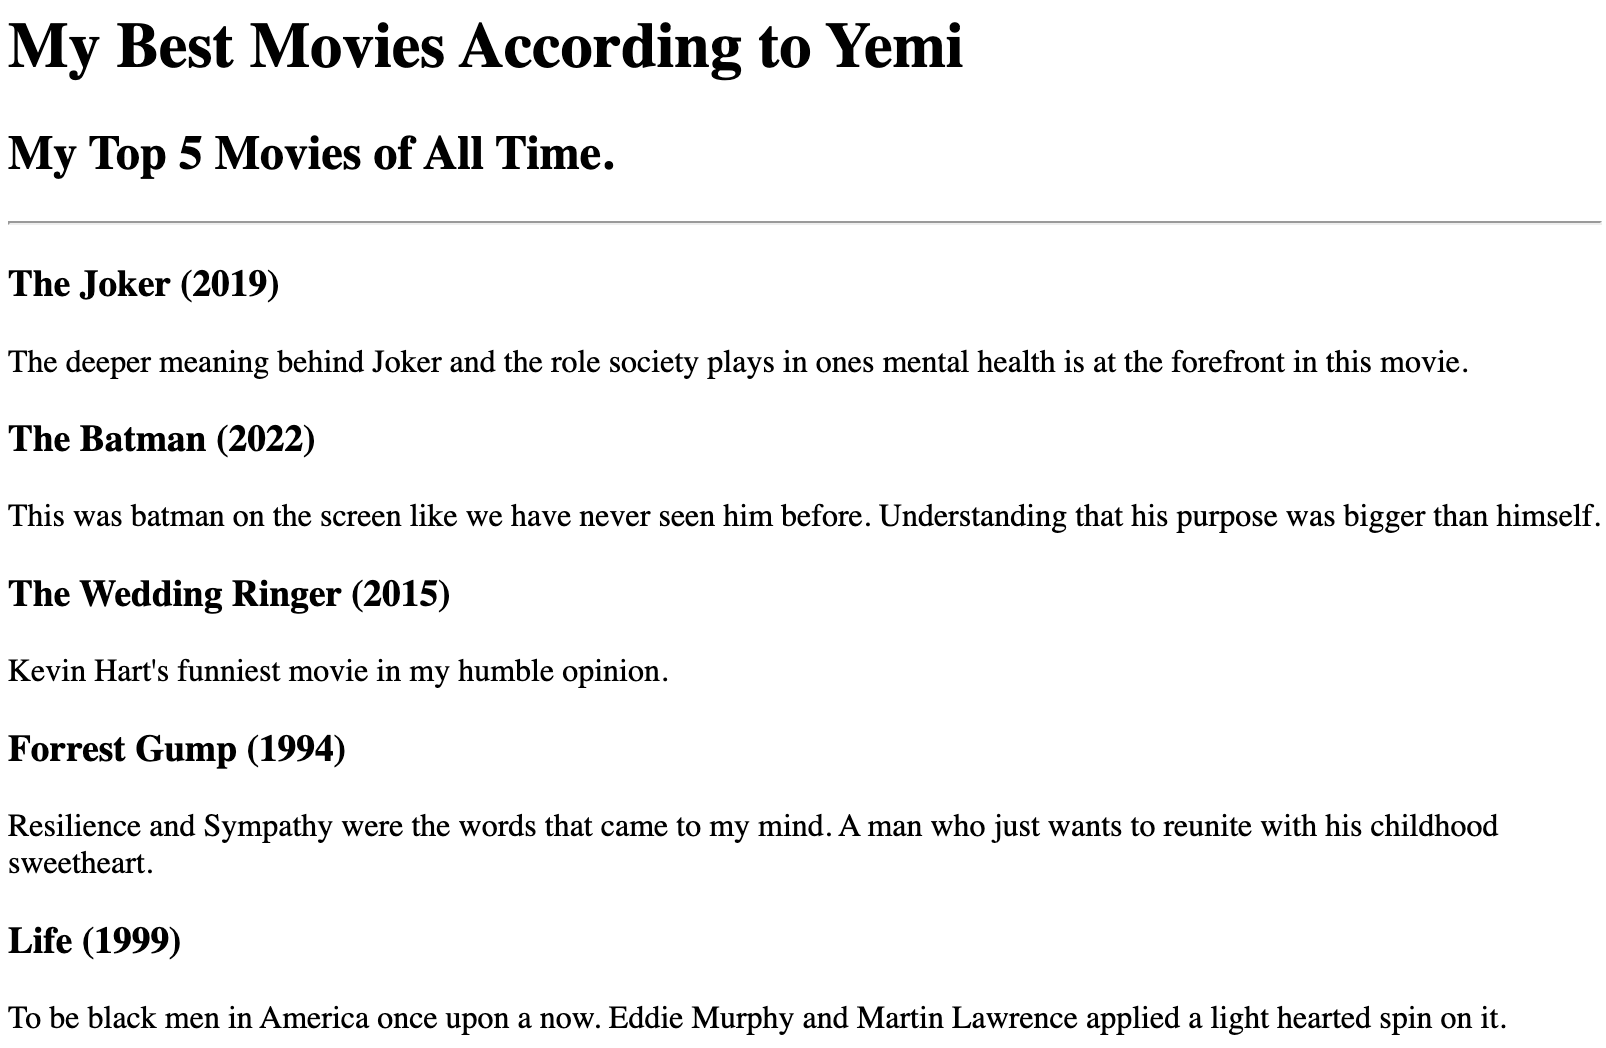 My Best Movies According to Yemi
My Top 5 Movies of All Time.
The Joker (2019)
The deeper meaning behind Joker and the role society plays in ones mental health is at the forefront in this movie.
The Batman (2022)
This was batman on the screen like we have never seen him before. Understanding that his purpose was bigger than himself.
The Wedding Ringer (2015)
Kevin Hart's funniest movie in my humble opinion.
Forrest Gump (1994)
Resilience and Sympathy were the words that came to my mind. A man who just wants to reunite with his childhood
sweetheart.
Life (1999)
To be black men in America once upon a now. Eddie Murphy and Martin Lawrence applied a light hearted spin on it.